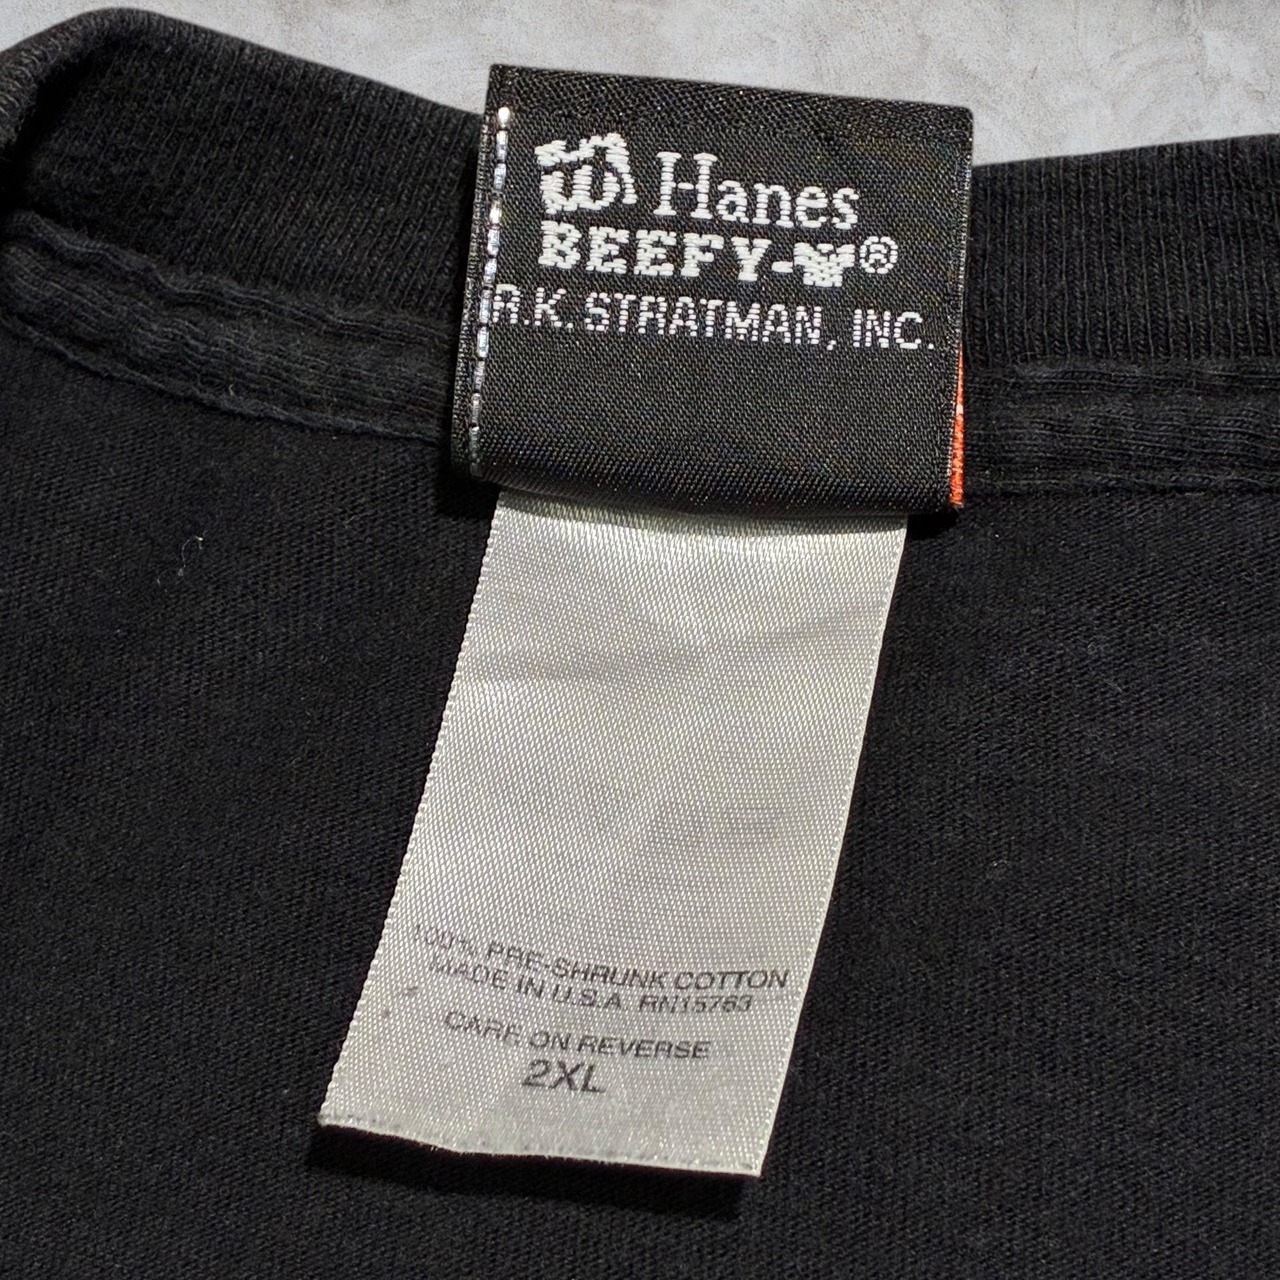 Hanes
BEEFY-T®
R.K. STRATMAN, INC.
100% PRE-SHRUNK COTTON
MADE IN U.S.A. RN15763
CARE ON REVERSE
2XL